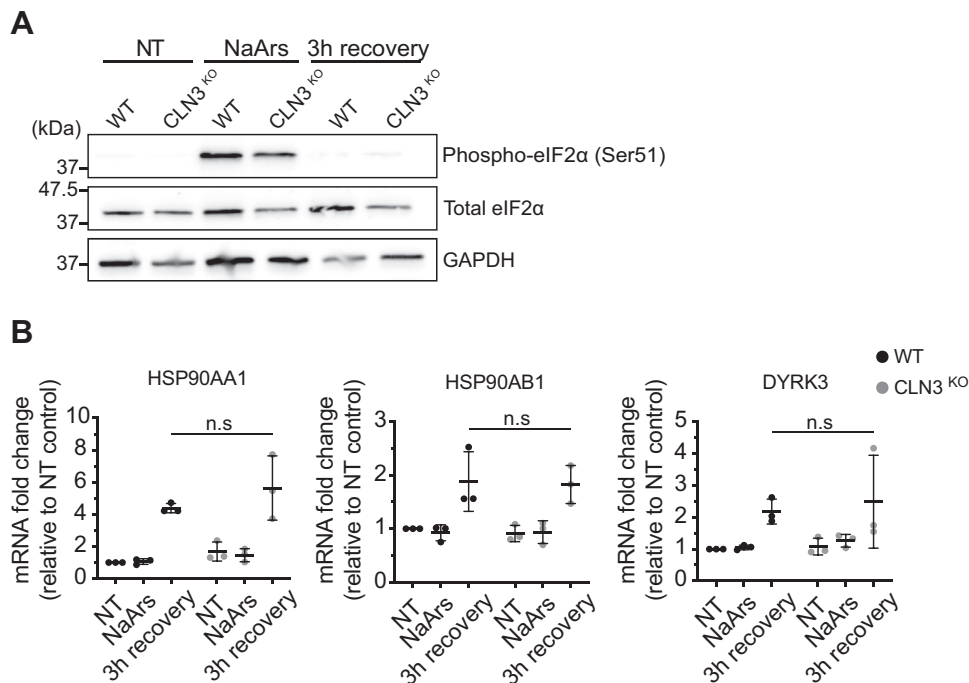 A
NT NaArs 3h recovery
WT CLN3 KO WT CLN3 KO WT CLN3 KO
(kDa)
37 Phospho-eIF2α (Ser51)
47.5
37 Total eIF2α
37 GAPDH
B
WT
CLN3 KO
HSP90AA1
mRNA fold change
(relative to NT control)
10
8
6
4
2
0
n.s
NT NaArs 3h recovery NT NaArs 3h recovery
HSP90AB1
mRNA fold change
(relative to NT control)
3
2
1
0
n.s
NT NaArs 3h recovery NT NaArs 3h recovery
DYRK3
mRNA fold change
(relative to NT control)
5
4
3
2
1
0
n.s
NT NaArs 3h recovery NT NaArs 3h recovery